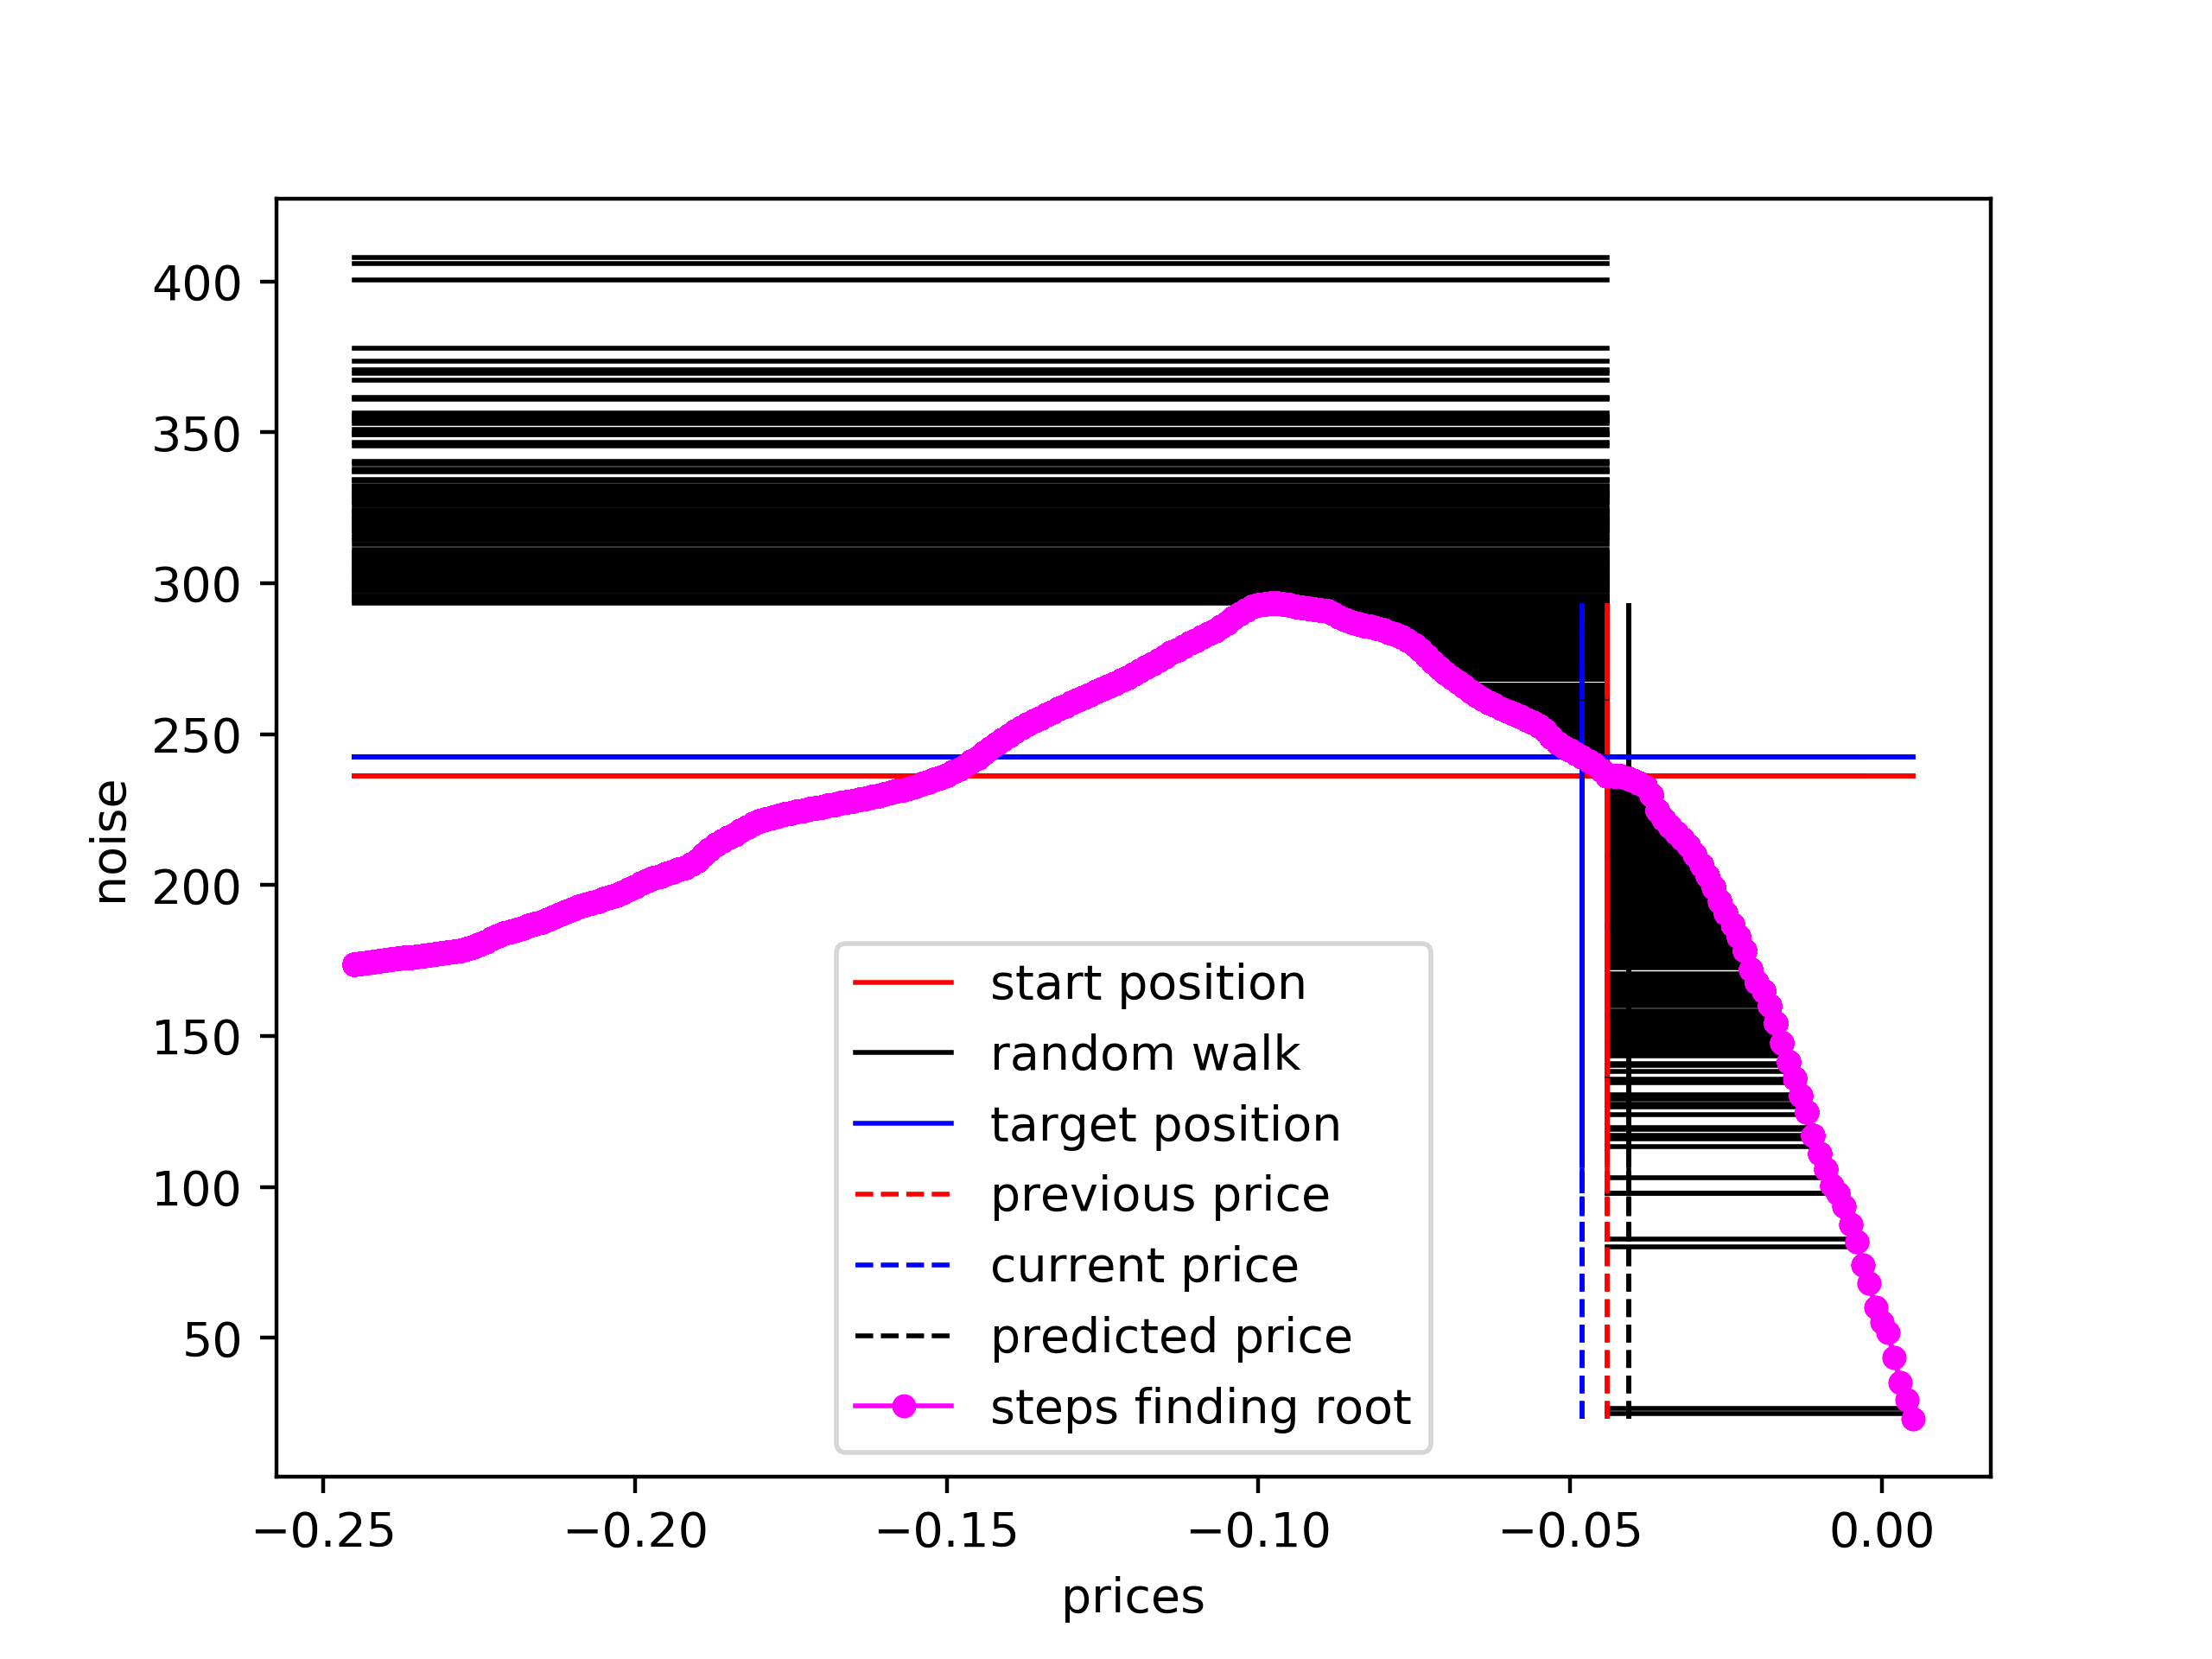 400
350
300
250
200
150
100
50
noise
start position
random walk
target position
previous price
current price
predicted price
steps finding root
−0.25 −0.20 −0.15 −0.10 −0.05 0.00
prices